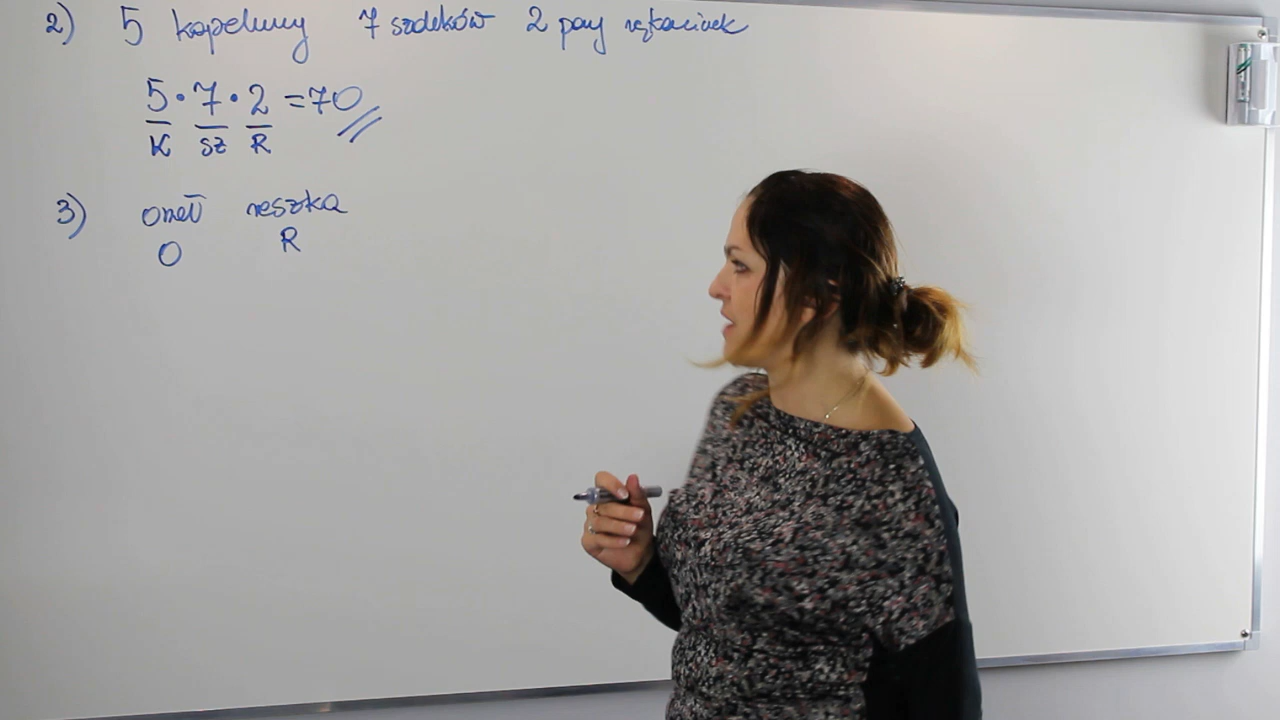 2) 5 kapeluszy 7 szalików 2 pary rękawiczek
5 · 7 · 2 = 70
K sz R
3) orzeł reszka
O R